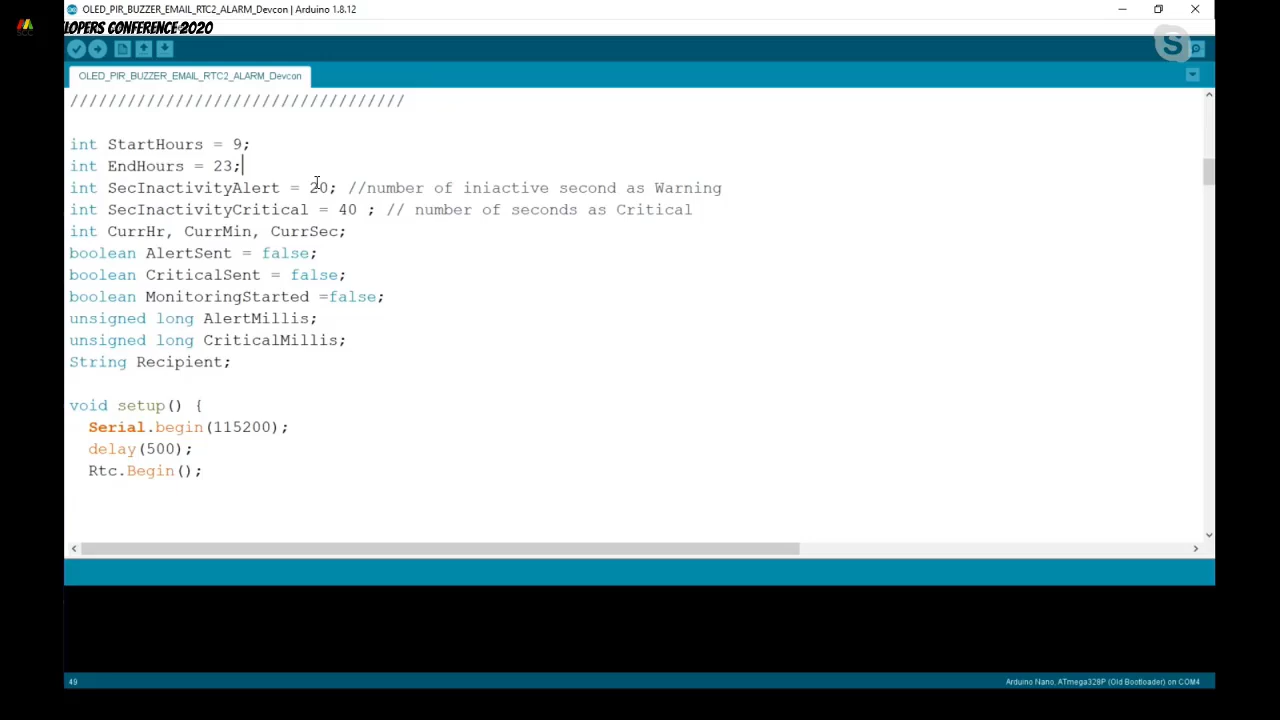 OLED_PIR_BUZZER_EMAIL_RTC2_ALARM_Devcon | Arduino 1.8.12
ELOPERS CONFERENCE 2020
OLED_PIR_BUZZER_EMAIL_RTC2_ALARM_Devcon
///////////////////////////////////
int StartHours = 9;
int EndHours = 23;
int SecInactivityAlert = 20; //number of iniactive second as Warning
int SecInactivityCritical = 40 ; // number of seconds as Critical
int CurrHr, CurrMin, CurrSec;
boolean AlertSent = false;
boolean CriticalSent = false;
boolean MonitoringStarted =false;
unsigned long AlertMillis;
unsigned long CriticalMillis;
String Recipient;
void setup() {
Serial.begin(115200);
delay(500);
Rtc.Begin();
49
Arduino Nano, ATmega328P (Old Bootloader) on COM4